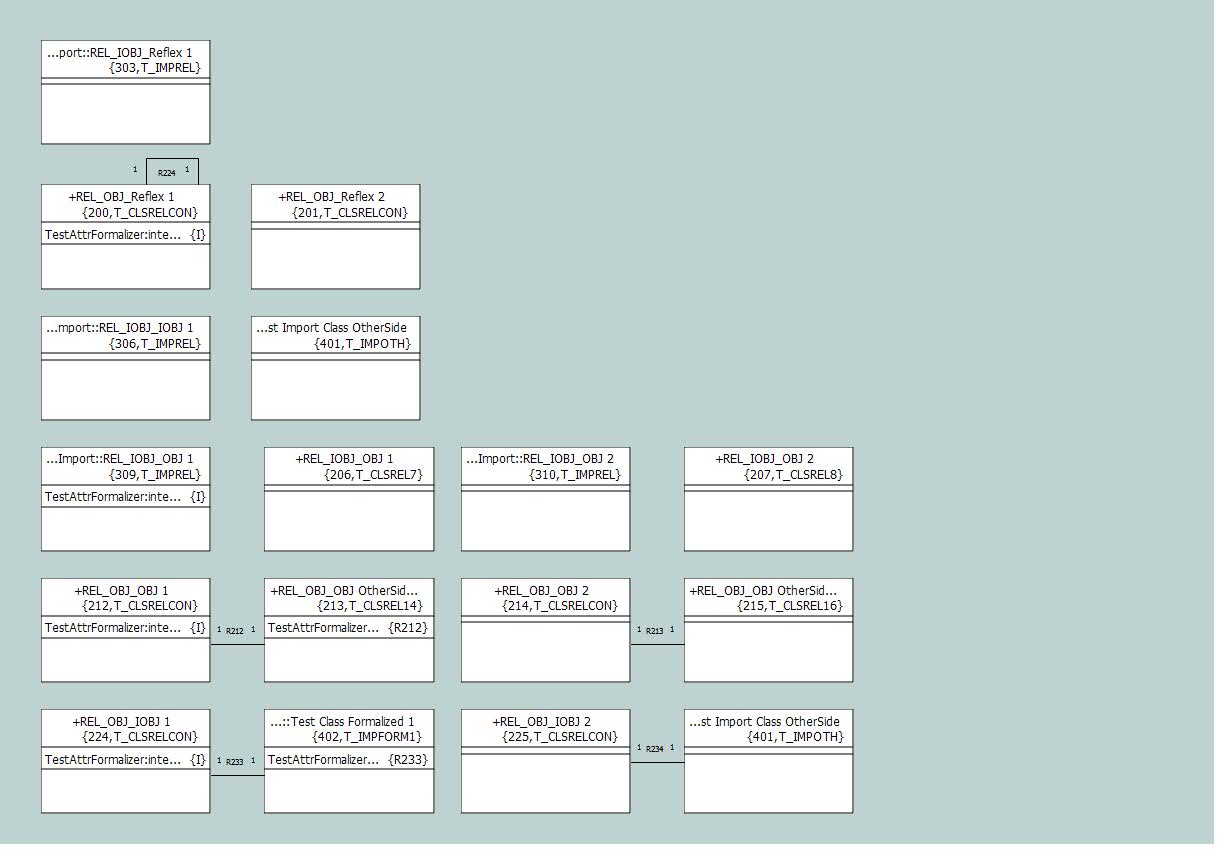 ...port::REL_IOBJ_Reflex 1
{303,T_IMPREL}
1 R224 1
+REL_OBJ_Reflex 1
{200,T_CLSRELCON}
TestAttrFormalizer:inte... {I}
+REL_OBJ_Reflex 2
{201,T_CLSRELCON}
...mport::REL_IOBJ_IOBJ 1
{306,T_IMPREL}
...st Import Class OtherSide
{401,T_IMPOTH}
...Import::REL_IOBJ_OBJ 1
{309,T_IMPREL}
TestAttrFormalizer:inte... {I}
+REL_IOBJ_OBJ 1
{206,T_CLSREL7}
...Import::REL_IOBJ_OBJ 2
{310,T_IMPREL}
+REL_IOBJ_OBJ 2
{207,T_CLSREL8}
+REL_OBJ_OBJ 1
{212,T_CLSRELCON}
TestAttrFormalizer:inte... {I}
1 R212 1
+REL_OBJ_OBJ OtherSid...
{213,T_CLSREL14}
TestAttrFormalizer... {R212}
+REL_OBJ_OBJ 2
{214,T_CLSRELCON}
1 R213 1
+REL_OBJ_OBJ OtherSid...
{215,T_CLSREL16}
+REL_OBJ_IOBJ 1
{224,T_CLSRELCON}
TestAttrFormalizer:inte... {I}
1 R233 1
...::Test Class Formalized 1
{402,T_IMPFORM1}
TestAttrFormalizer... {R233}
+REL_OBJ_IOBJ 2
{225,T_CLSRELCON}
1 R234 1
...st Import Class OtherSide
{401,T_IMPOTH}